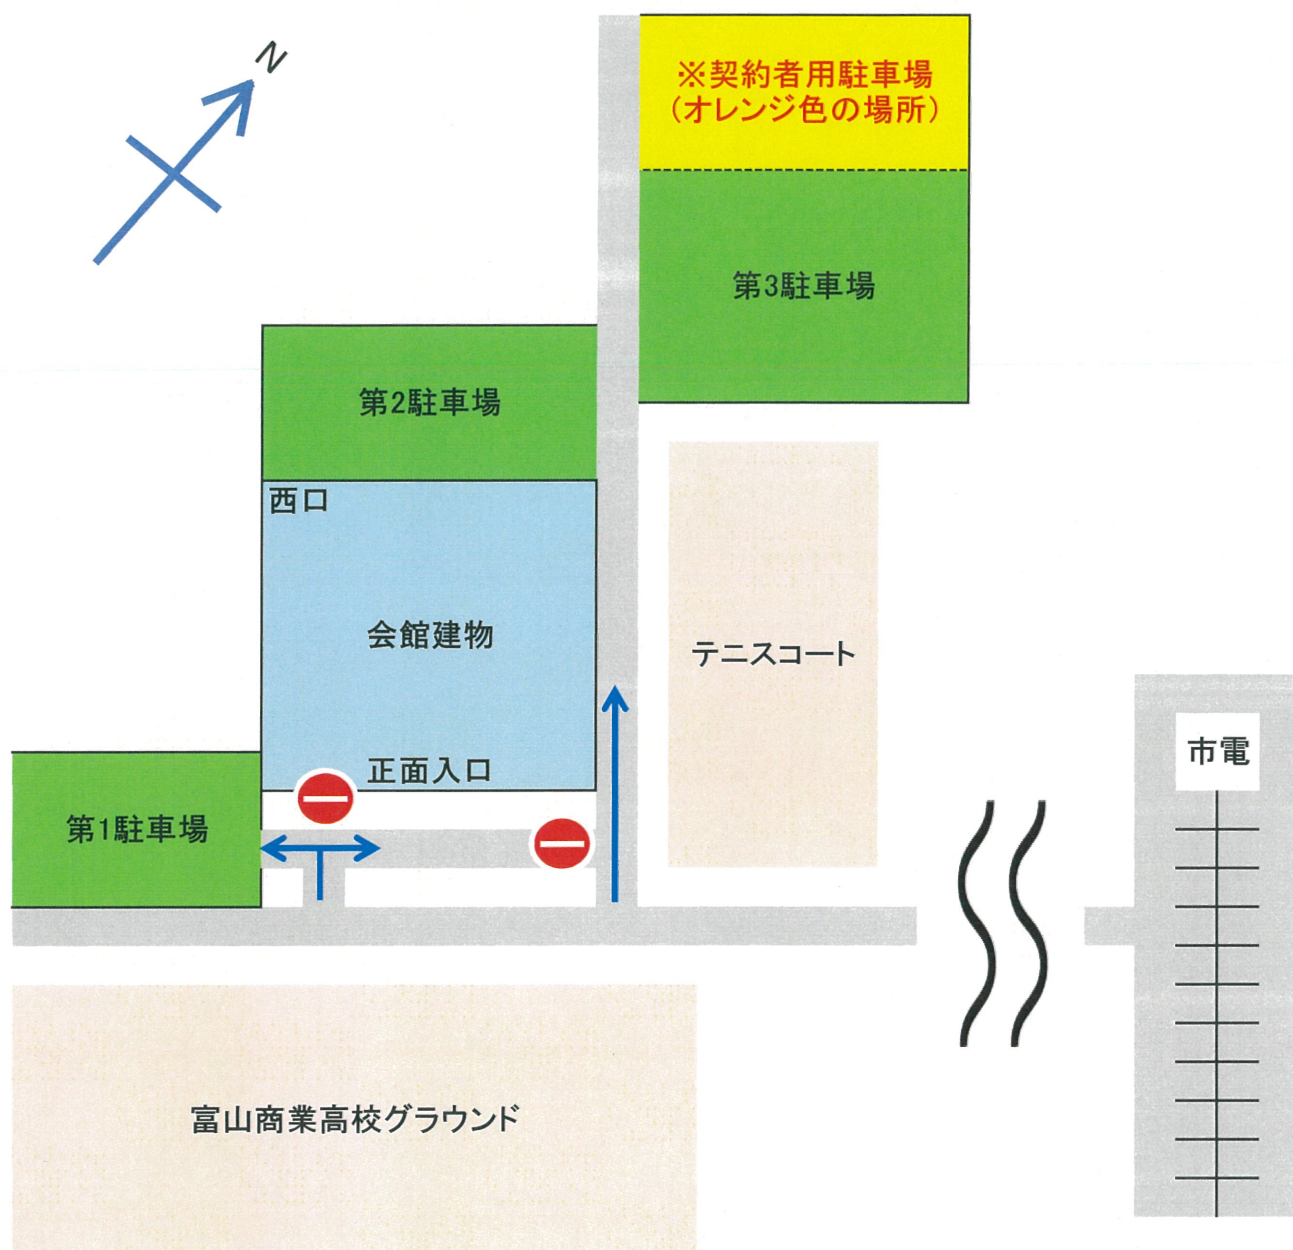 N
※契約者用駐車場
(オレンジ色の場所)
第3駐車場
第2駐車場
西口
会館建物
テニスコート
正面入口
市電
第1駐車場
富山商業高校グラウンド